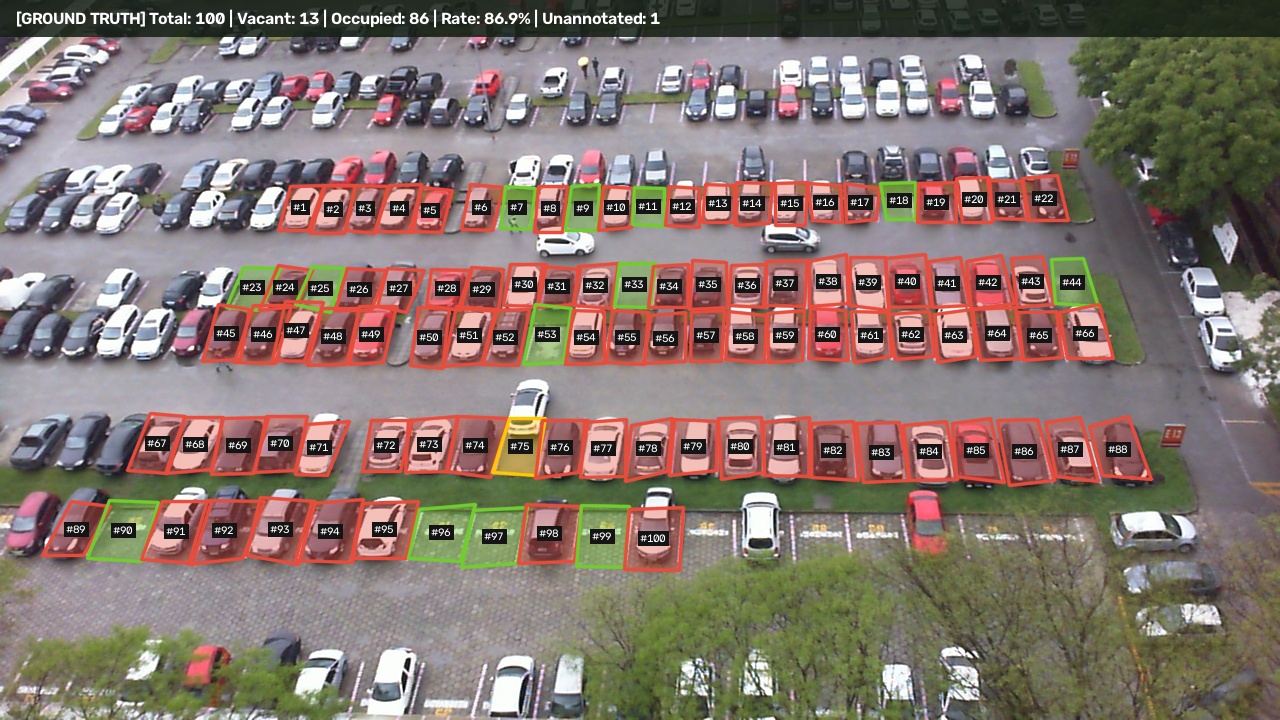 [GROUND TRUTH] Total: 100 | Vacant: 13 | Occupied: 86 | Rate: 86.9% | Unannotated: 1
#1 #2 #3 #4 #5 #6 #7 #8 #9 #10 #11 #12 #13 #14 #15 #16 #17 #18 #19 #20 #21 #22
#23 #24 #25 #26 #27 #28 #29 #30 #31 #32 #33 #34 #35 #36 #37 #38 #39 #40 #41 #42 #43 #44
#45 #46 #47 #48 #49 #50 #51 #52 #53 #54 #55 #56 #57 #58 #59 #60 #61 #62 #63 #64 #65 #66
#67 #68 #69 #70 #71 #72 #73 #74 #75 #76 #77 #78 #79 #80 #81 #82 #83 #84 #85 #86 #87 #88
#89 #90 #91 #92 #93 #94 #95 #96 #97 #98 #99 #100